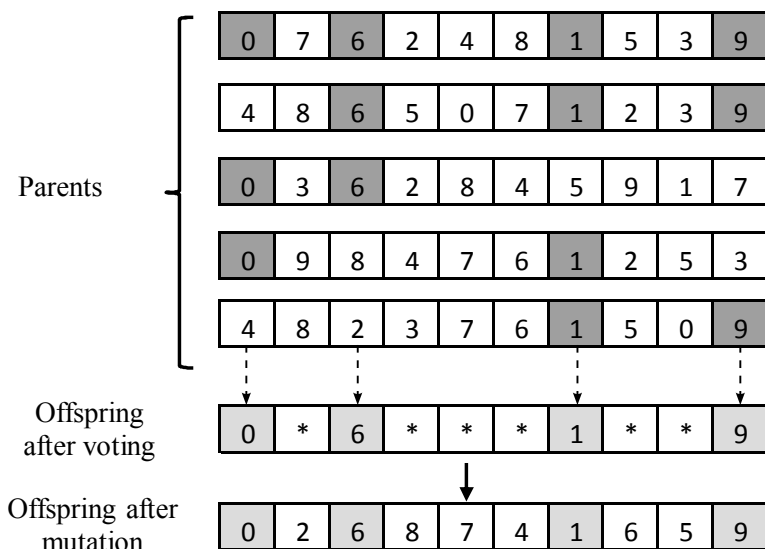 0 7 6 2 4 8 1 5 3 9
4 8 6 5 0 7 1 2 3 9
Parents
0 3 6 2 8 4 5 9 1 7
0 9 8 4 7 6 1 2 5 3
4 8 2 3 7 6 1 5 0 9
Offspring
after voting
0 * 6 * * * 1 * * 9
Offspring after
mutation
0 2 6 8 7 4 1 6 5 9